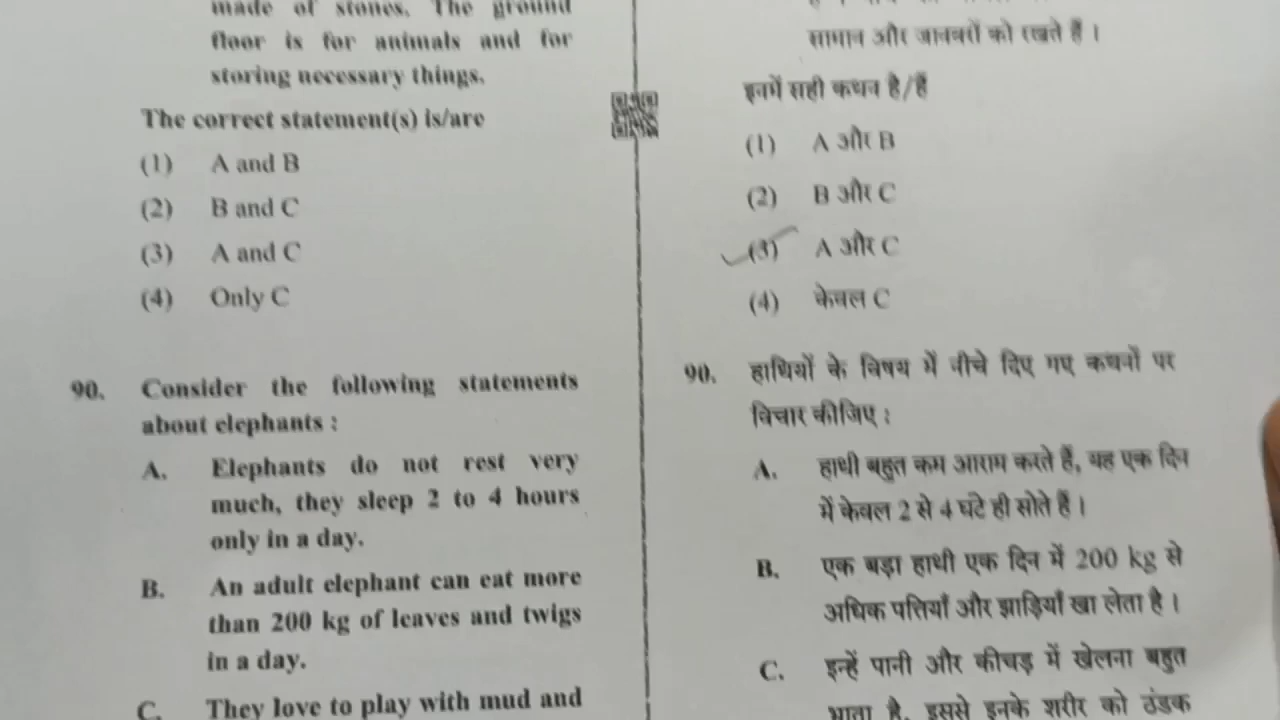 made of stones. The ground
floor is for animals and for
storing necessary things.
The correct statement(s) is/are
(1) A and B
(2) B and C
(3) A and C
(4) Only C
90. Consider the following statements
about elephants :
A. Elephants do not rest very
much, they sleep 2 to 4 hours
only in a day.
B. An adult elephant can eat more
than 200 kg of leaves and twigs
in a day.
C. They love to play with mud and
सामान और जानवरों को रखते हैं ।
इनमें सही कथन है/हैं
(1) A और B
(2) B और C
(3) A और C
(4) केवल C
90. हाथियों के विषय में नीचे दिए गए कथनों पर
विचार कीजिए :
A. हाथी बहुत कम आराम करते हैं, यह एक दिन
में केवल 2 से 4 घंटे ही सोते हैं ।
B. एक बड़ा हाथी एक दिन में 200 kg से
अधिक पत्तियाँ और झाड़ियाँ खा लेता है ।
C. इन्हें पानी और कीचड़ में खेलना बहुत
भाता है, इससे इनके शरीर को ठंडक